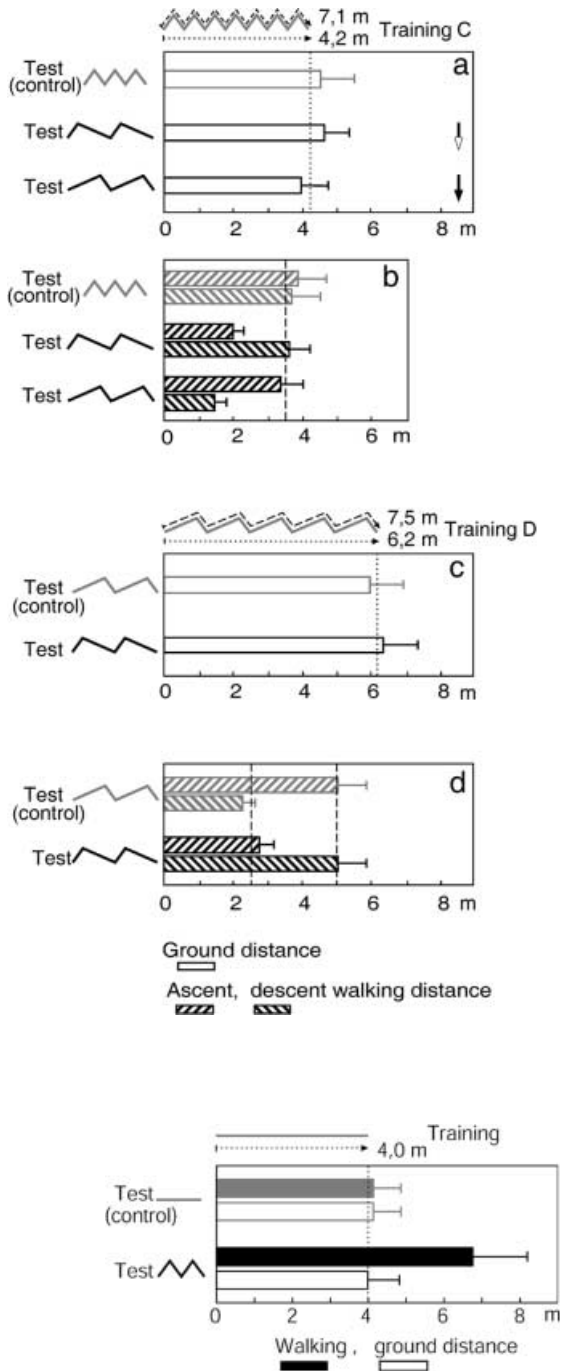 7,1 m
4,2 m Training C
a
Test
(control)
Test
Test
0 2 4 6 8 m
b
Test
(control)
Test
Test
0 2 4 6 m
7,5 m
6,2 m Training D
c
Test
(control)
Test
0 2 4 6 8 m
d
Test
(control)
Test
0 2 4 6 8 m
Ground distance
Ascent, descent walking distance
Training
4,0 m
Test
(control)
Test
0 2 4 6 8 m
Walking , ground distance